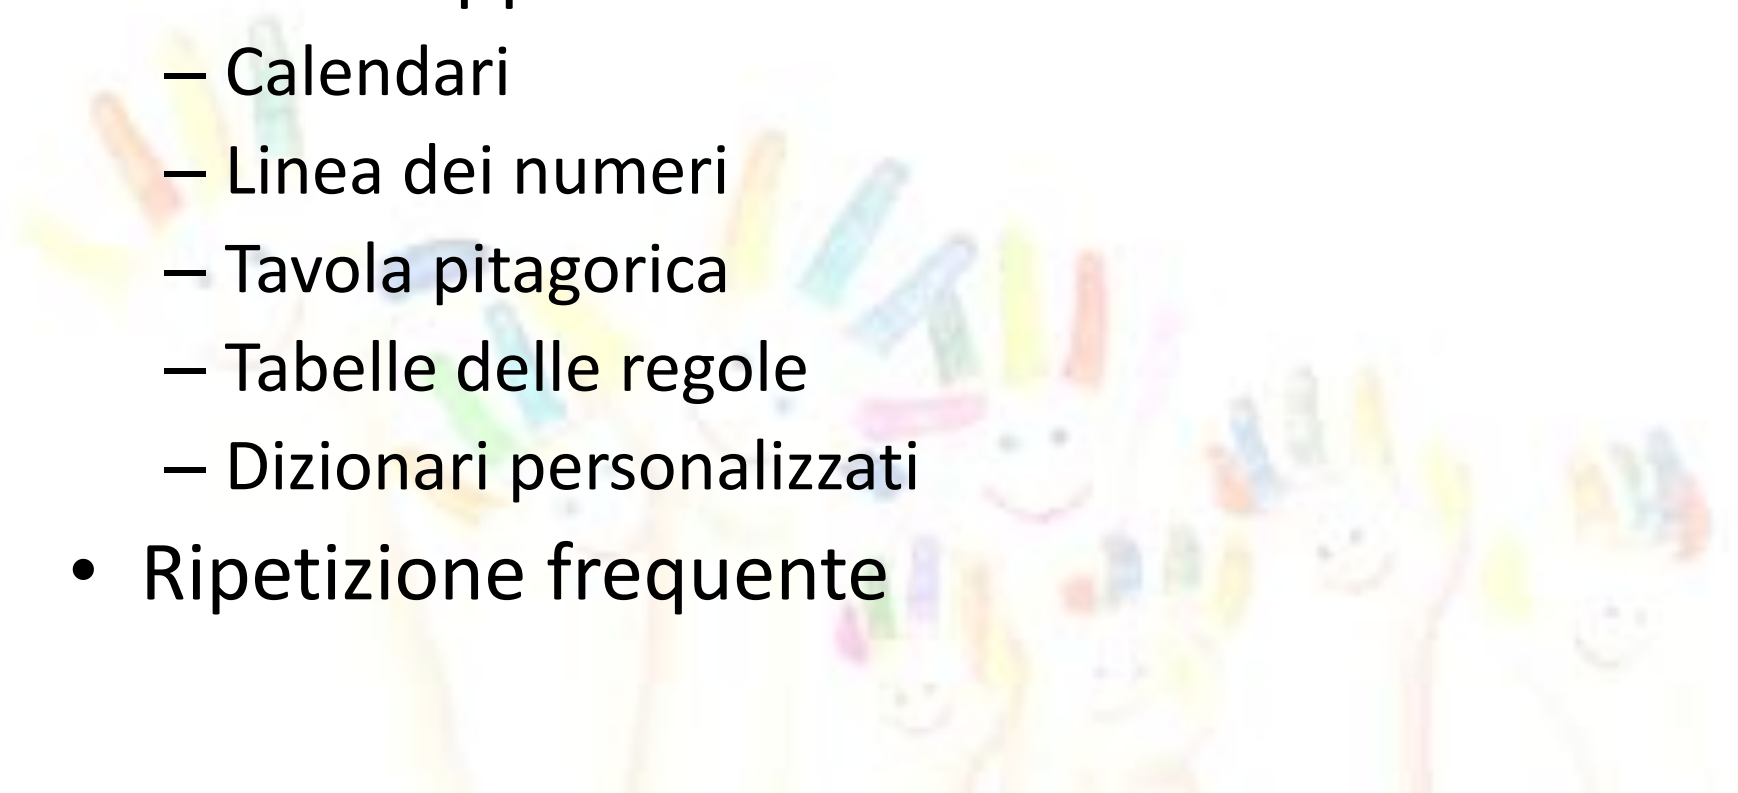 – Calendari
– Linea dei numeri
– Tavola pitagorica
– Tabelle delle regole
– Dizionari personalizzati
• Ripetizione frequente